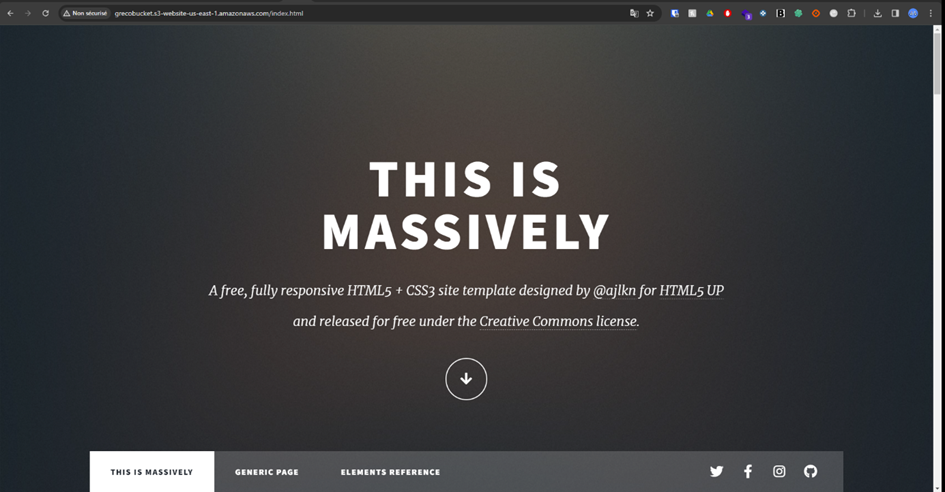 Non sécurisé grecobucket.s3-website-us-east-1.amazonaws.com/index.html
3
THIS IS
MASSIVELY
A free, fully responsive HTML5 + CSS3 site template designed by @ajlkn for HTML5 UP
and released for free under the Creative Commons license.
THIS IS MASSIVELY GENERIC PAGE ELEMENTS REFERENCE